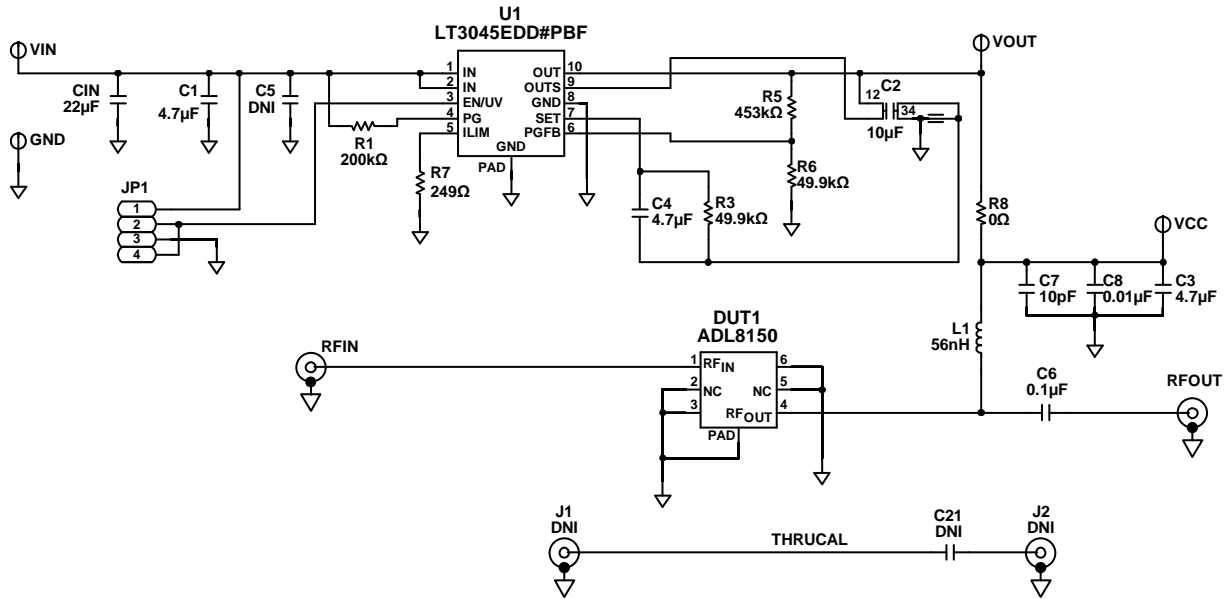 U1
LT3045EDD#PBF
VIN
VOUT
CIN
22µF
C1
4.7µF
C5
DNI
1
IN
2
IN
3
EN/UV
4
PG
5
ILIM
GND
PAD
OUT
10
OUTS
9
GND
8
SET
7
PGFB
6
R5
453kΩ
C2
12
34
10µF
GND
R1
200kΩ
R7
249Ω
R6
49.9kΩ
JP1
1
2
3
4
C4
4.7µF
R3
49.9kΩ
R8
0Ω
VCC
C7
10pF
C8
0.01µF
C3
4.7µF
L1
56nH
DUT1
ADL8150
RFIN
1
RFIN
2
NC
3
6
NC
5
RFOUT
4
PAD
C6
0.1µF
RFOUT
J1
DNI
THRUCAL
C21
DNI
J2
DNI